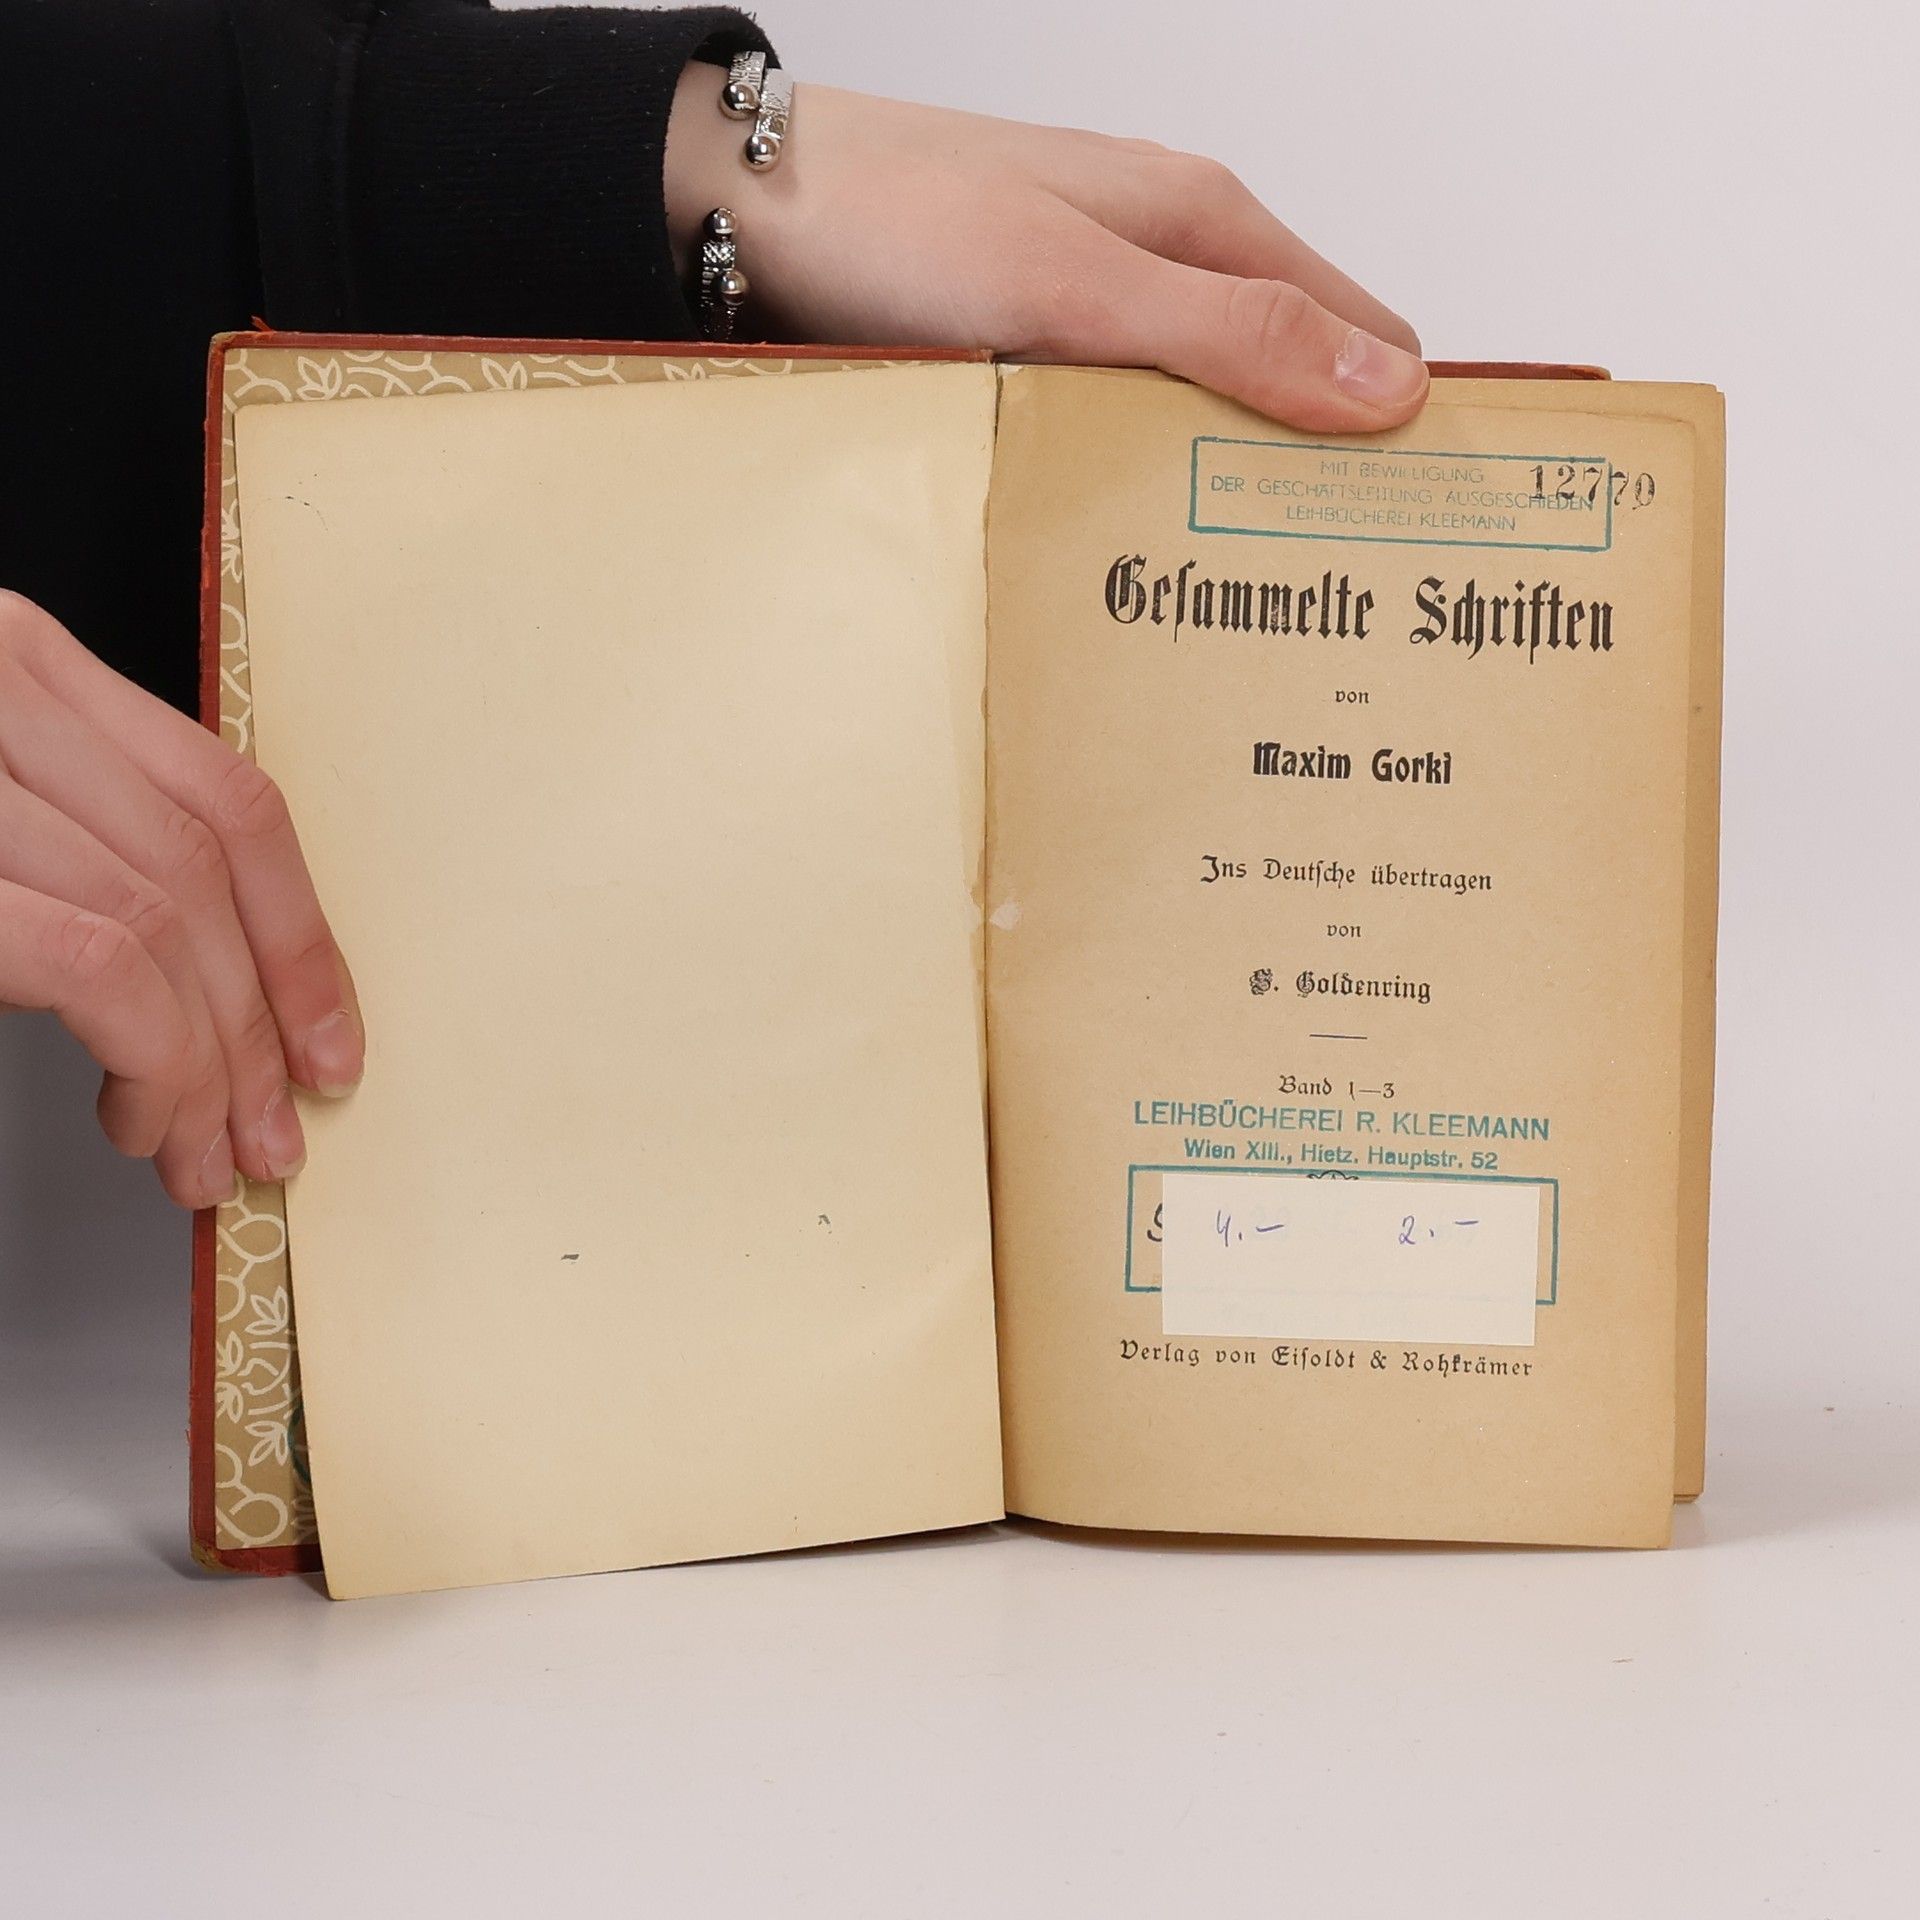 MIT BEWILLIGUNG
DER GESCHÄFTSLEITUNG AUSGESCHIEDEN
LEIHBÜCHEREI KLEEMANN
12770
Geſammelte Schriften
von
Maxim Gorki
Ins Deutſche übertragen
von
S. Goldenring
Band 1—3
LEIHBÜCHEREI R. KLEEMANN
Wien XIII., Hietz. Hauptstr. 52
4.— 2.—
Verlag von Eiſoldt & Rohkrämer